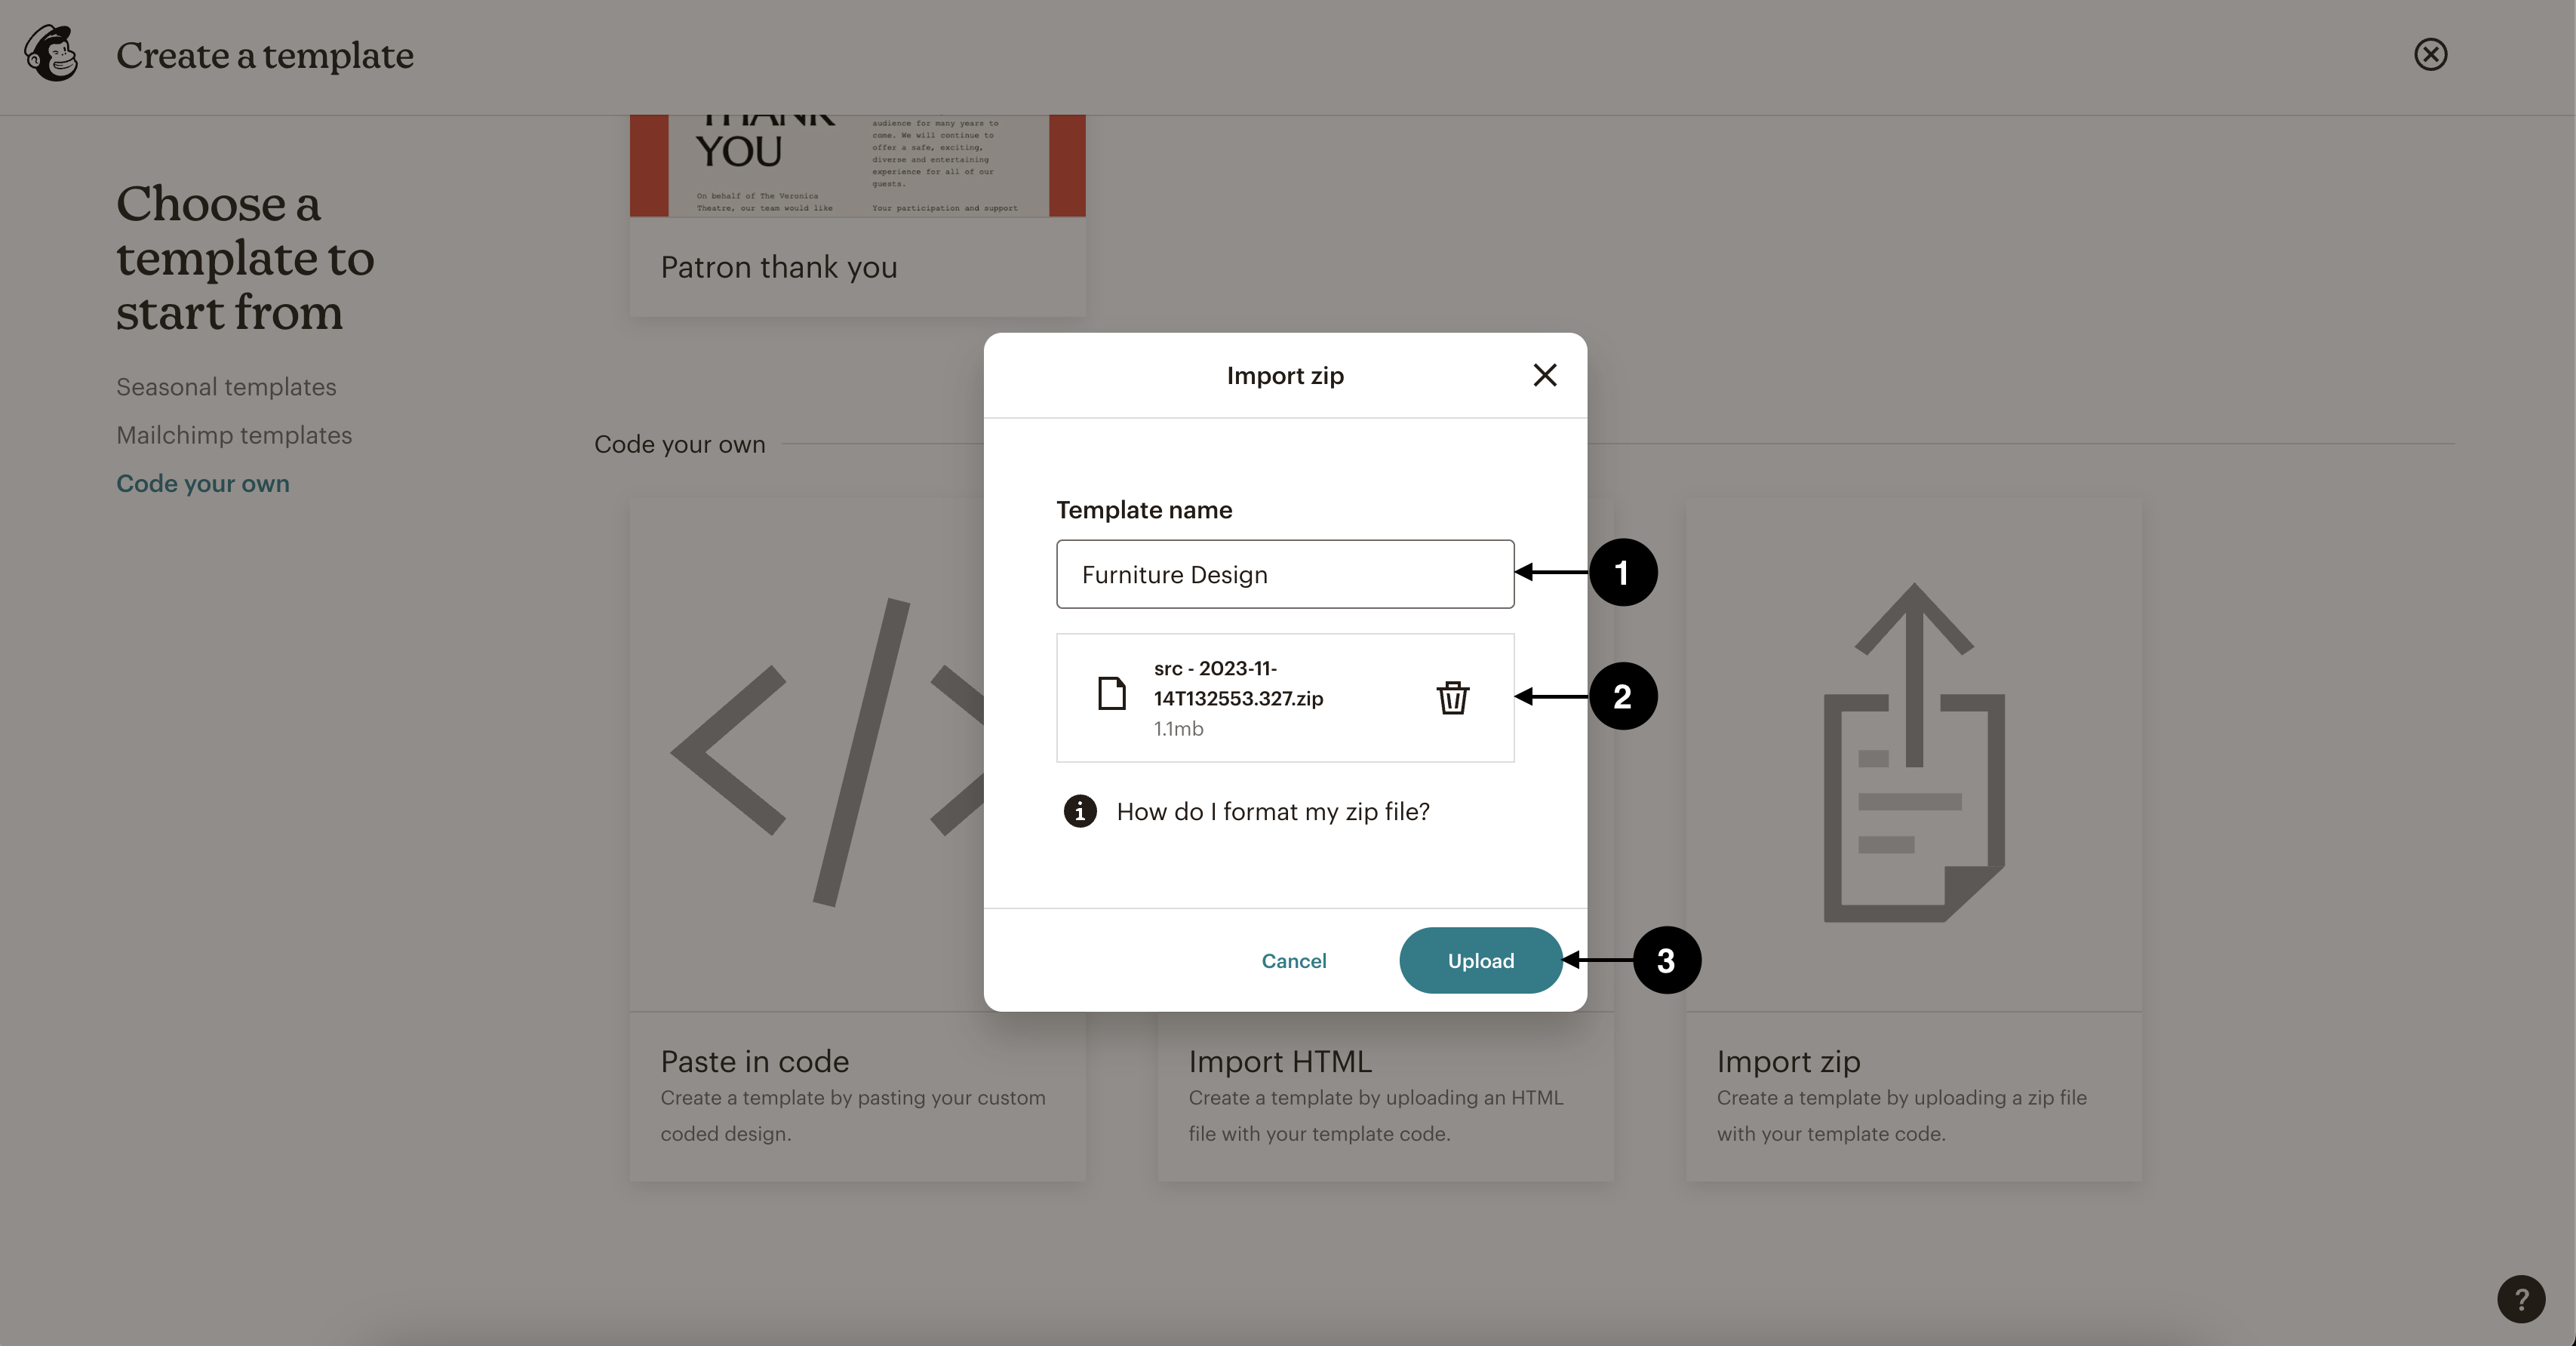 Create a template
Choose a
template to
start from
Seasonal templates
Mailchimp templates
Code your own
THANK
YOU
On behalf of The Veronica
Theatre, our team would like
audience for many years to
come. We will continue to
offer a safe, exciting,
diverse and entertaining
experience for all of our
guests.
Your participation and support
Patron thank you
Code your own
Import zip
Template name
Furniture Design
1
src - 2023-11-
14T132553.327.zip
1.1mb
2
i
How do I format my zip file?
Cancel
Upload
3
Paste in code
Create a template by pasting your custom
coded design.
Import HTML
Create a template by uploading an HTML
file with your template code.
Import zip
Create a template by uploading a zip file
with your template code.
?